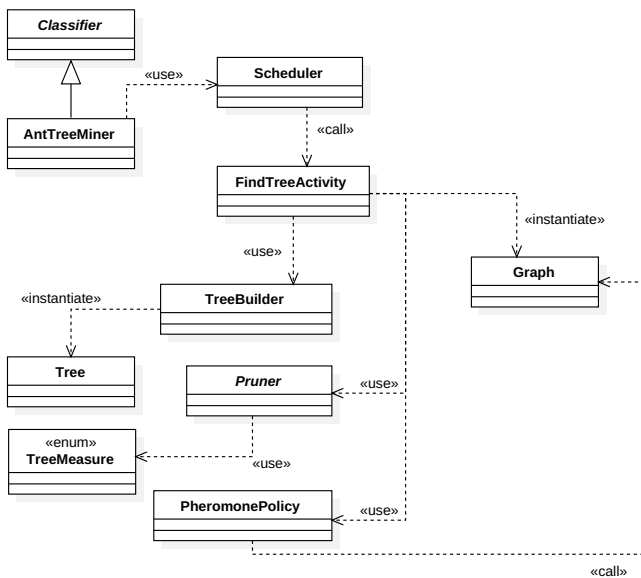 Classifier
«use»
Scheduler
AntTreeMiner
«call»
FindTreeActivity
«instantiate»
«use»
Graph
«instantiate»
TreeBuilder
Tree
Pruner
«use»
«enum»
TreeMeasure
«use»
PheromonePolicy
«use»
«call»